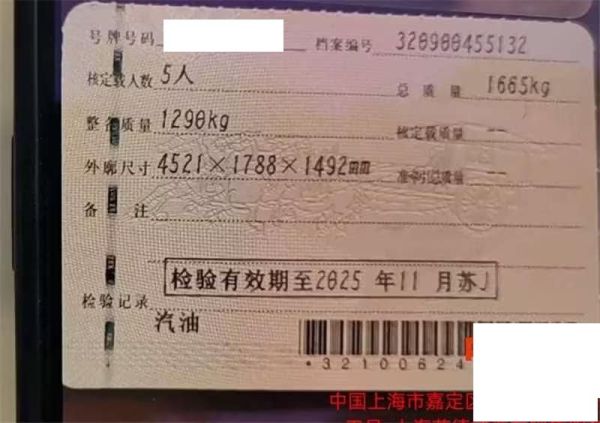 号牌号码 档案编号 320900455132
核定载人数 5人 总质量 1665kg
整备质量 1290kg 核定载质量 --
外廓尺寸 4521×1788×1492mm 准牵引总质量 --
备注
检验记录 检验有效期至2025 年11 月苏J
汽油
*32100624
中国上海市嘉定区